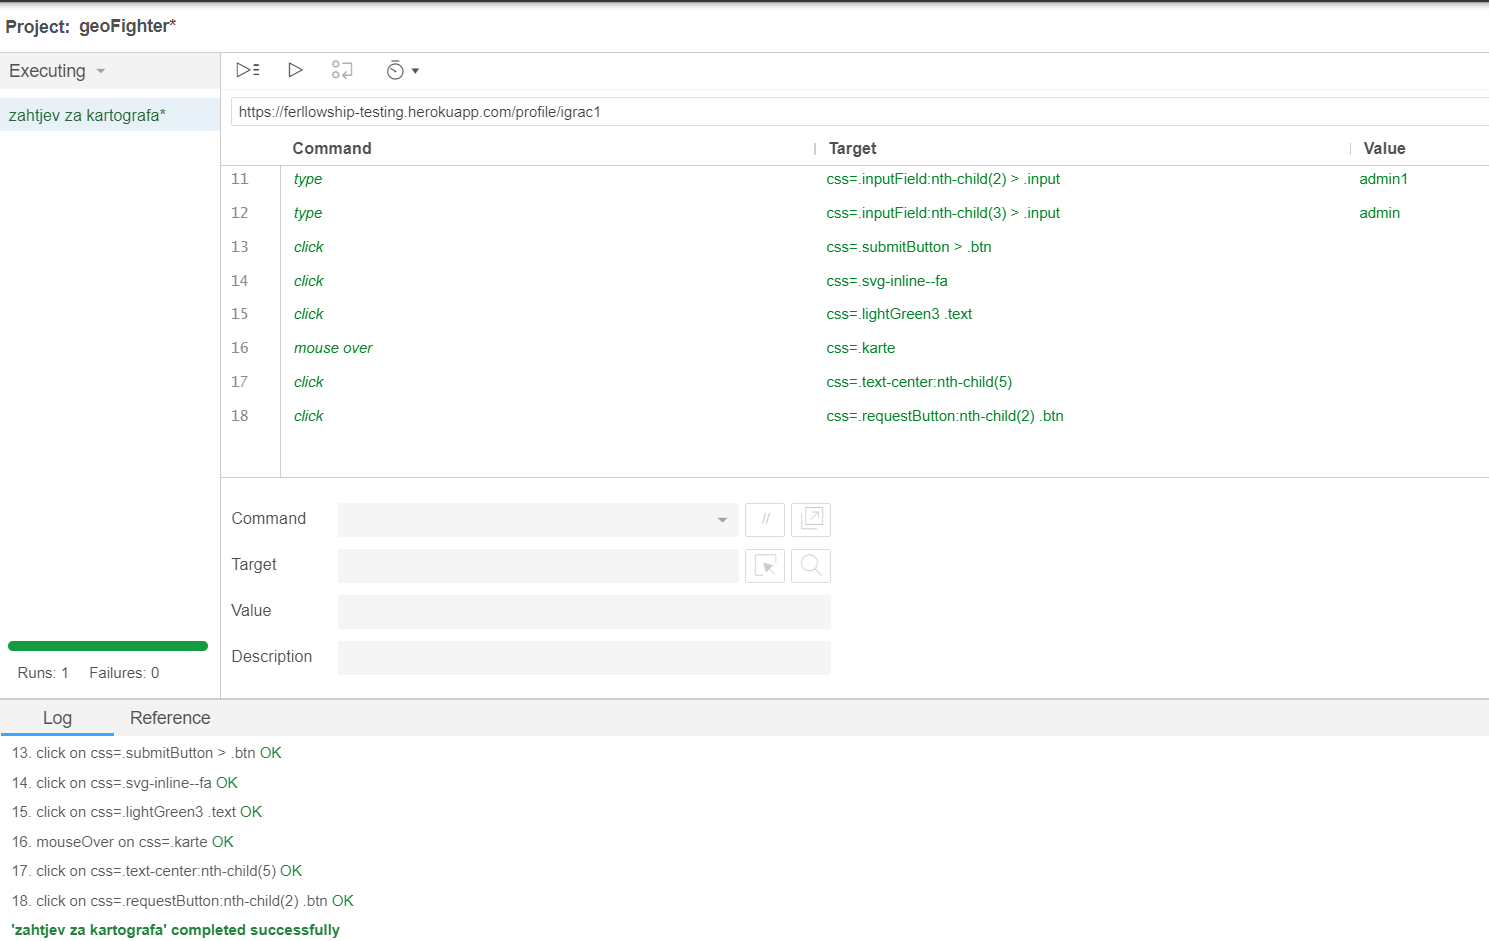 Project: geoFighter*
Executing
zahtjev za kartografa*
https://ferllowship-testing.herokuapp.com/profile/igrac1
Command Target Value
11 type css=.inputField:nth-child(2) > .input admin1
12 type css=.inputField:nth-child(3) > .input admin
13 click css=.submitButton > .btn
14 click css=.svg-inline--fa
15 click css=.lightGreen3 .text
16 mouse over css=.karte
17 click css=.text-center:nth-child(5)
18 click css=.requestButton:nth-child(2) .btn
Command //
Target
Value
Description
Runs: 1 Failures: 0
Log Reference
13. click on css=.submitButton > .btn OK
14. click on css=.svg-inline--fa OK
15. click on css=.lightGreen3 .text OK
16. mouseOver on css=.karte OK
17. click on css=.text-center:nth-child(5) OK
18. click on css=.requestButton:nth-child(2) .btn OK
'zahtjev za kartografa' completed successfully